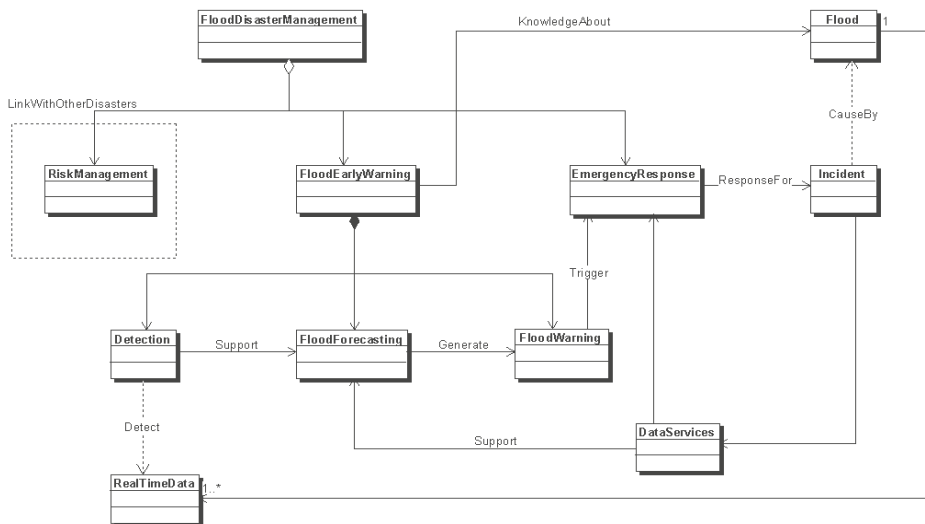 FloodDisasterManagement
KnowledgeAbout
Flood
1
LinkWithOtherDisasters
CauseBy
RiskManagement
FloodEarlyWarning
EmergencyResponse
ResponseFor
Incident
Trigger
Detection
Support
FloodForecasting
Generate
FloodWarning
Detect
Support
DataServices
RealTimeData
1..*